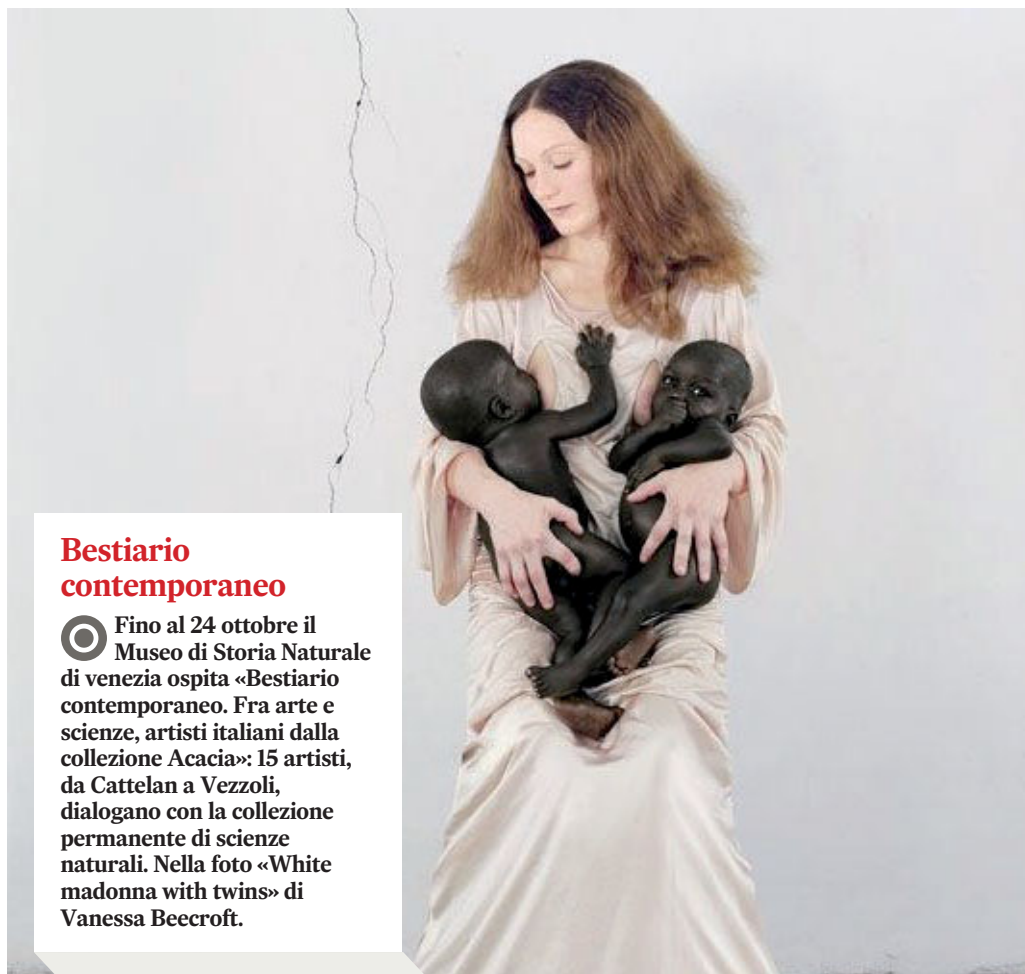 Bestiario
contemporaneo
Fino al 24 ottobre il
Museo di Storia Naturale
di venezia ospita «Bestiario
contemporaneo. Fra arte e
scienze, artisti italiani dalla
collezione Acacia»: 15 artisti,
da Cattelan a Vezzoli,
dialogano con la collezione
permanente di scienze
naturali. Nella foto «White
madonna with twins» di
Vanessa Beecroft.